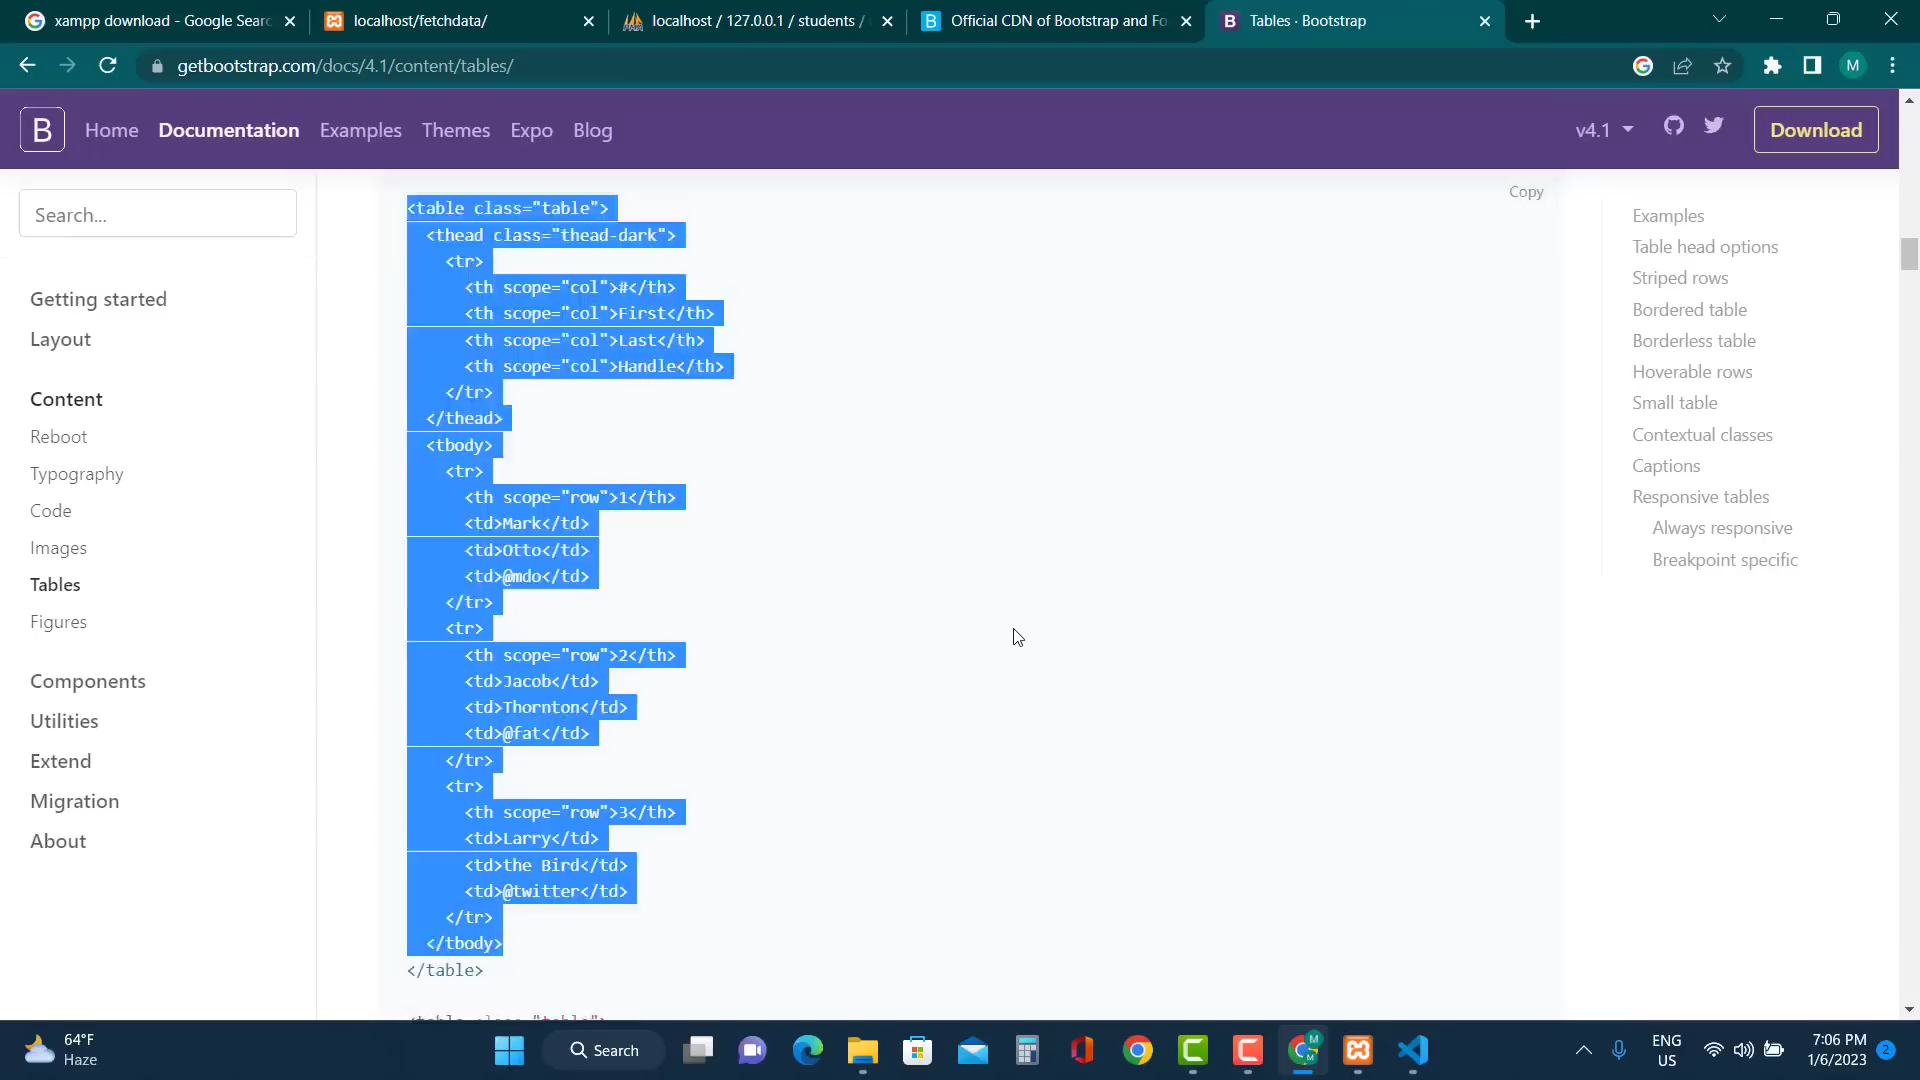 xampp download - Google Searc
localhost/fetchdata/
localhost / 127.0.0.1 / students /
Official CDN of Bootstrap and Fo
B
Tables · Bootstrap
getbootstrap.com/docs/4.1/content/tables/
M
B
Home
Documentation
Examples
Themes
Expo
Blog
v4.1
Download
Search...
Getting started
Layout
Content
Reboot
Typography
Code
Images
Tables
Figures
Components
Utilities
Extend
Migration
About
Copy
<table class="table">
<thead class="thead-dark">
<tr>
<th scope="col">#</th>
<th scope="col">First</th>
<th scope="col">Last</th>
<th scope="col">Handle</th>
</tr>
</thead>
<tbody>
<tr>
<th scope="row">1</th>
<td>Mark</td>
<td>Otto</td>
<td>@mdo</td>
</tr>
<tr>
<th scope="row">2</th>
<td>Jacob</td>
<td>Thornton</td>
<td>@fat</td>
</tr>
<tr>
<th scope="row">3</th>
<td>Larry</td>
<td>the Bird</td>
<td>@twitter</td>
</tr>
</tbody>
</table>
<table class="table">
Examples
Table head options
Striped rows
Bordered table
Borderless table
Hoverable rows
Small table
Contextual classes
Captions
Responsive tables
Always responsive
Breakpoint specific
64°F
Haze
Search
ENG
US
7:06 PM
1/6/2023
2